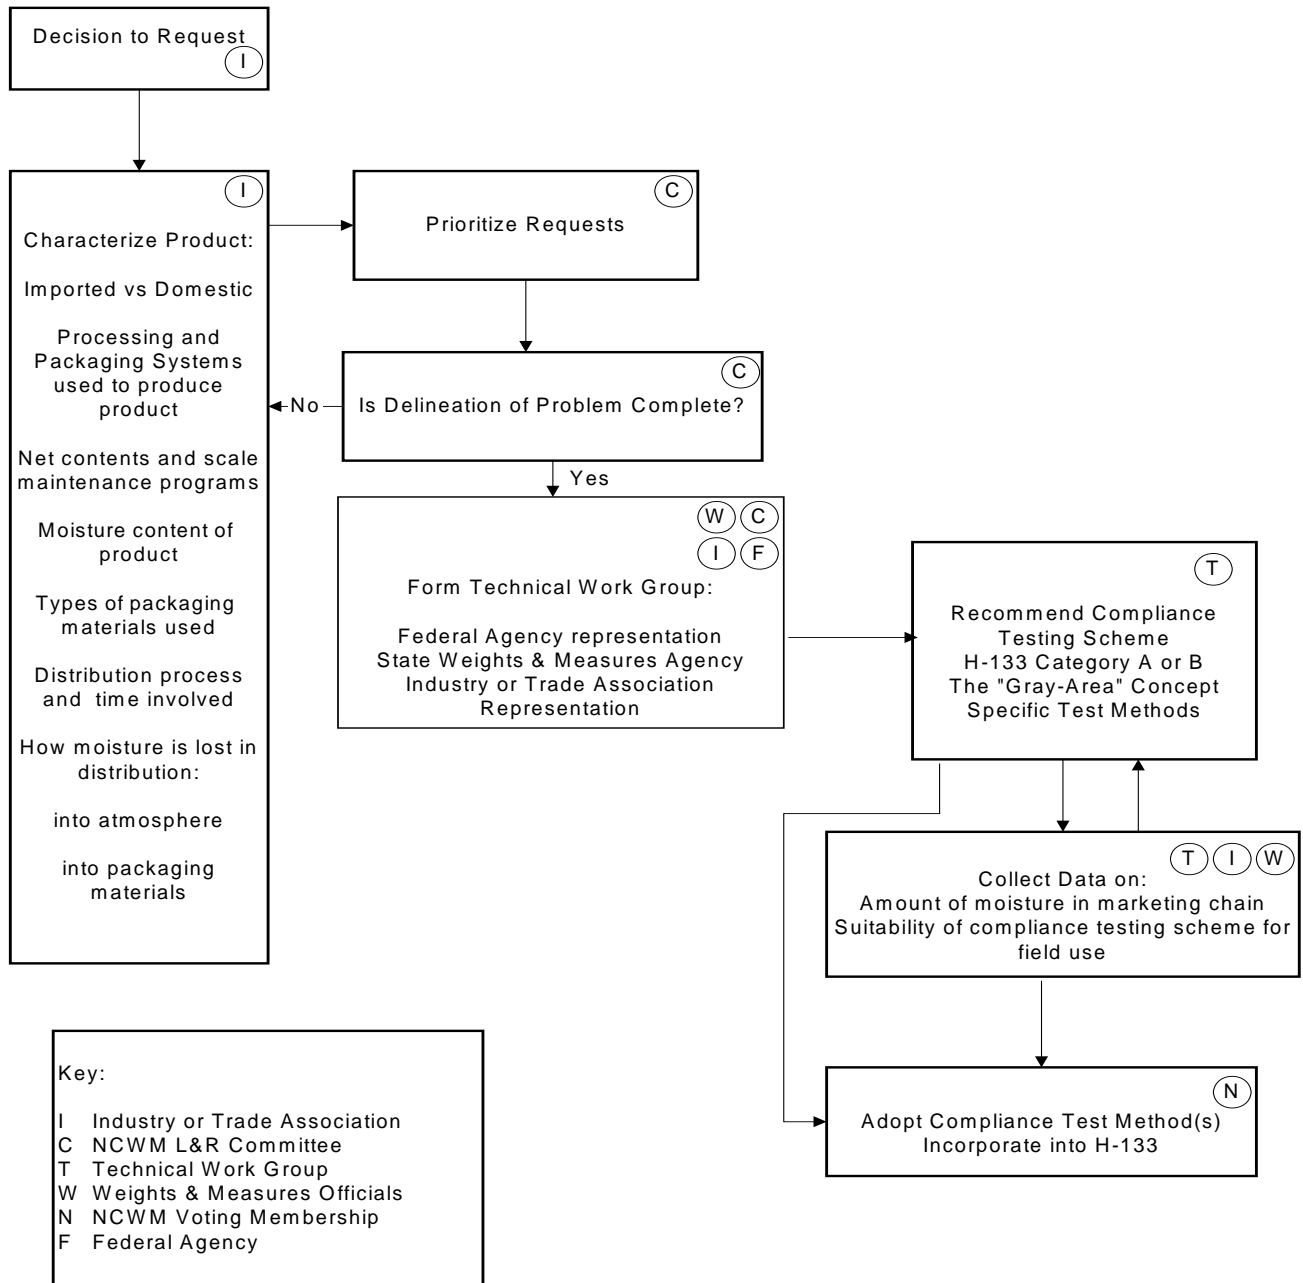 Decision to Request
I
I
Characterize Product:
Imported vs Domestic
Processing and
Packaging Systems
used to produce
product
Net contents and scale
maintenance programs
Moisture content of
product
Types of packaging
materials used
Distribution process
and time involved
How moisture is lost in
distribution:
into atmosphere
into packaging
materials
C
Prioritize Requests
C
Is Delineation of Problem Complete?
No
Yes
W C
I F
Form Technical Work Group:
Federal Agency representation
State Weights & Measures Agency
Industry or Trade Association
Representation
T
Recommend Compliance
Testing Scheme
H-133 Category A or B
The "Gray-Area" Concept
Specific Test Methods
T I W
Collect Data on:
Amount of moisture in marketing chain
Suitability of compliance testing scheme for
field use
N
Adopt Compliance Test Method(s)
Incorporate into H-133
Key:
I Industry or Trade Association
C NCWM L&R Committee
T Technical Work Group
W Weights & Measures Officials
N NCWM Voting Membership
F Federal Agency